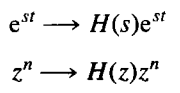 e^{st} ⟶ H(s)e^{st}
z^n ⟶ H(z)z^n